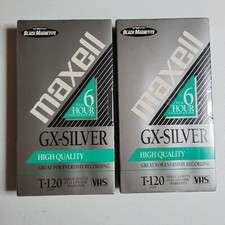 BLACK MAGNETITE
maxell
6
HOUR
GX-SILVER
HIGH QUALITY
GREAT FOR EVERYDAY RECORDING
T-120
VHS
BLACK MAGNETITE
maxell
6
HOUR
GX-SILVER
HIGH QUALITY
GREAT FOR EVERYDAY RECORDING
T-120
VHS